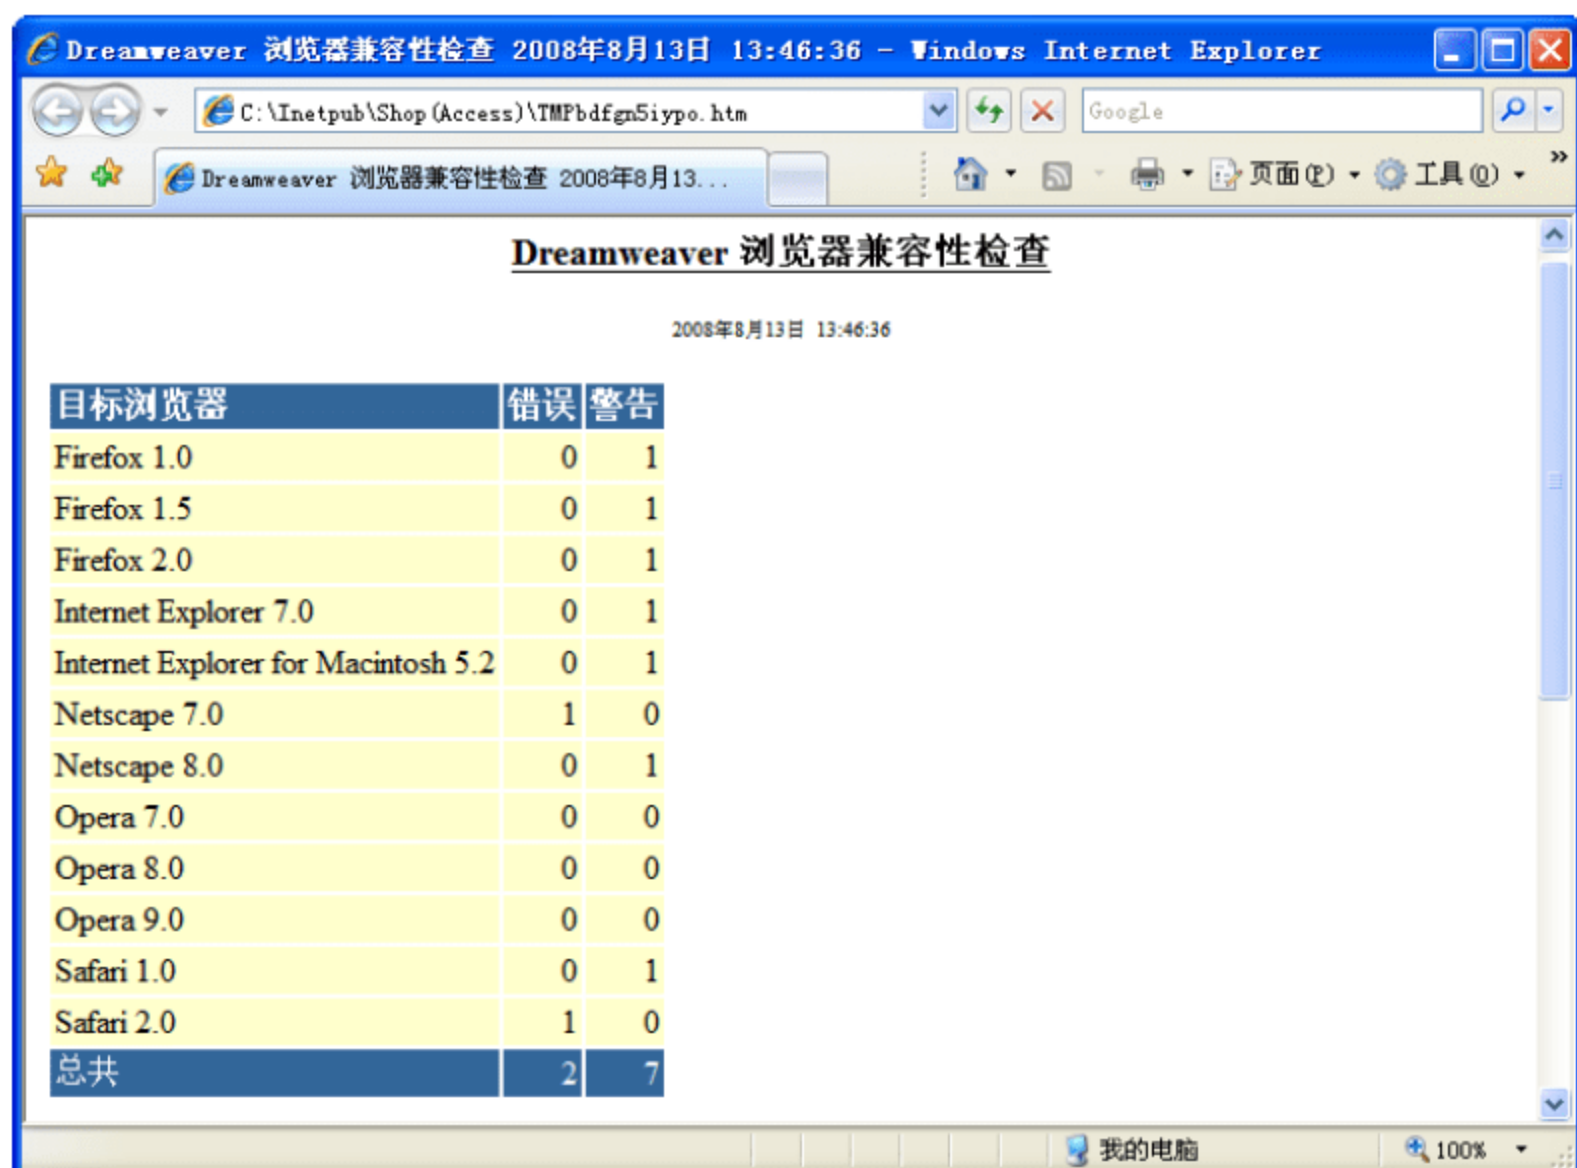 Dreamweaver 浏览器兼容性检查 2008年8月13日 13:46:36 - Windows Internet Explorer
C:\Inetpub\Shop(Access)\TMPbdfgn5iypo.htm Google
Dreamweaver 浏览器兼容性检查 2008年8月13... 页面(P) 工具(O) »
Dreamweaver 浏览器兼容性检查
2008年8月13日 13:46:36
目标浏览器 错误 警告
Firefox 1.0 0 1
Firefox 1.5 0 1
Firefox 2.0 0 1
Internet Explorer 7.0 0 1
Internet Explorer for Macintosh 5.2 0 1
Netscape 7.0 1 0
Netscape 8.0 0 1
Opera 7.0 0 0
Opera 8.0 0 0
Opera 9.0 0 0
Safari 1.0 0 1
Safari 2.0 1 0
总共 2 7
我的电脑 100%